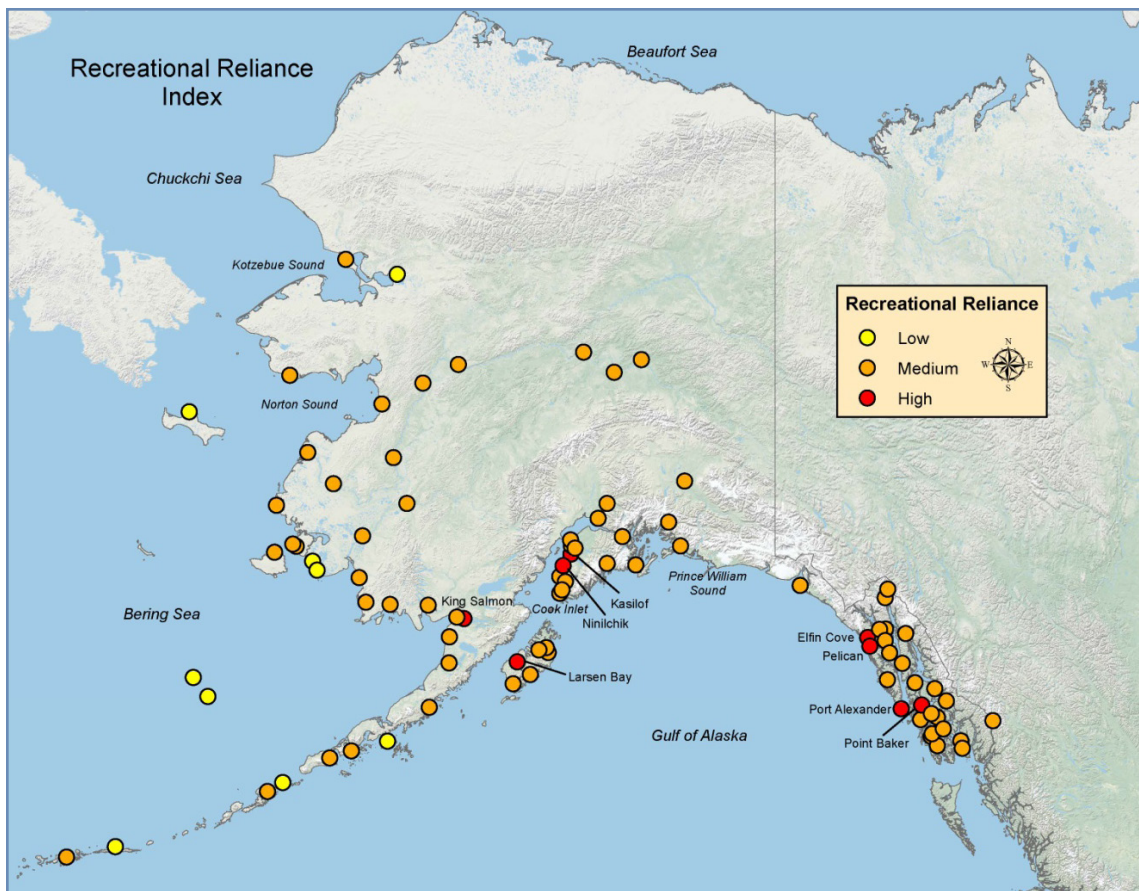 Beaufort Sea
Recreational Reliance
Index
Chuckchi Sea
Kotzebue Sound
Recreational Reliance
Low
Medium
High
N
W
E
S
Norton Sound
Bering Sea
King Salmon
Cook Inlet
Kasilof
Ninilchik
Prince William
Sound
Larsen Bay
Elfin Cove
Pelican
Port Alexander
Point Baker
Gulf of Alaska